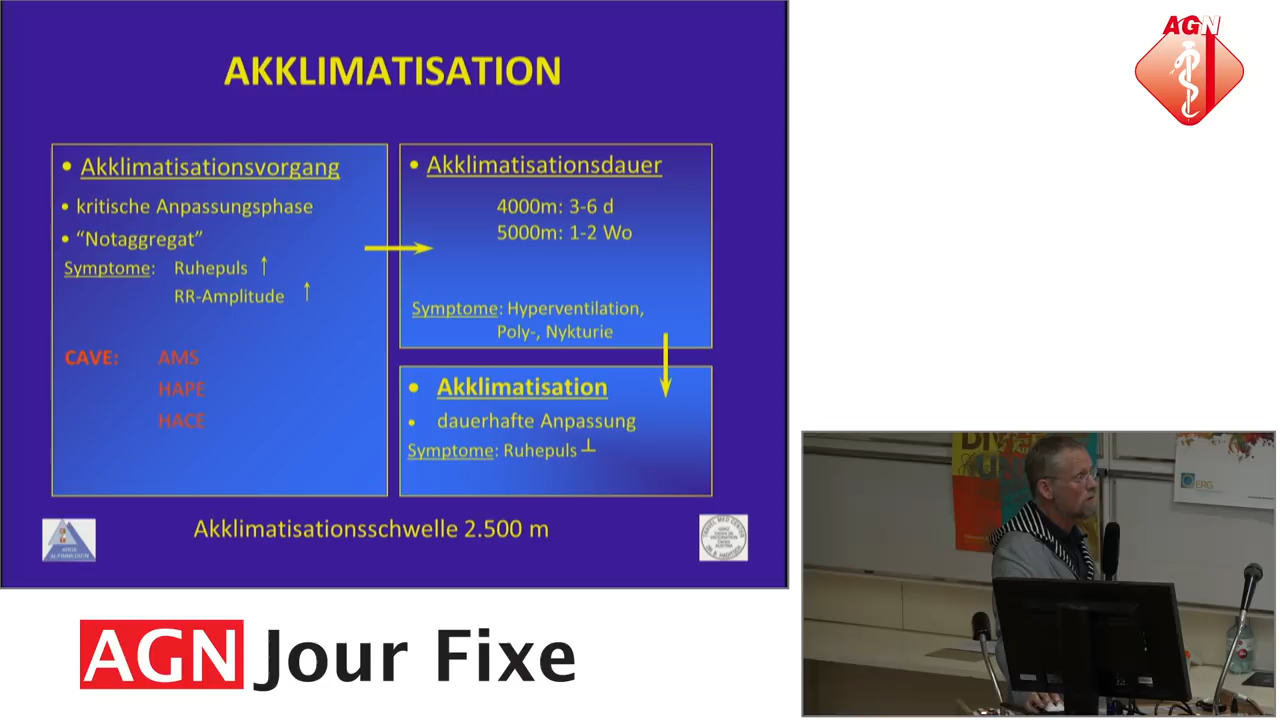 AKKLIMATISATION
• Akklimatisationsvorgang
• kritische Anpassungsphase
• “Notaggregat”
Symptome: Ruhepuls ↑
RR-Amplitude ↑
CAVE: AMS
HAPE
HACE
• Akklimatisationsdauer
4000m: 3-6 d
5000m: 1-2 Wo
Symptome: Hyperventilation,
Poly-, Nykturie
• Akklimatisation
• dauerhafte Anpassung
Symptome: Ruhepuls ┴
Akklimatisationsschwelle 2.500 m
AGN
ERG
AGN Jour Fixe